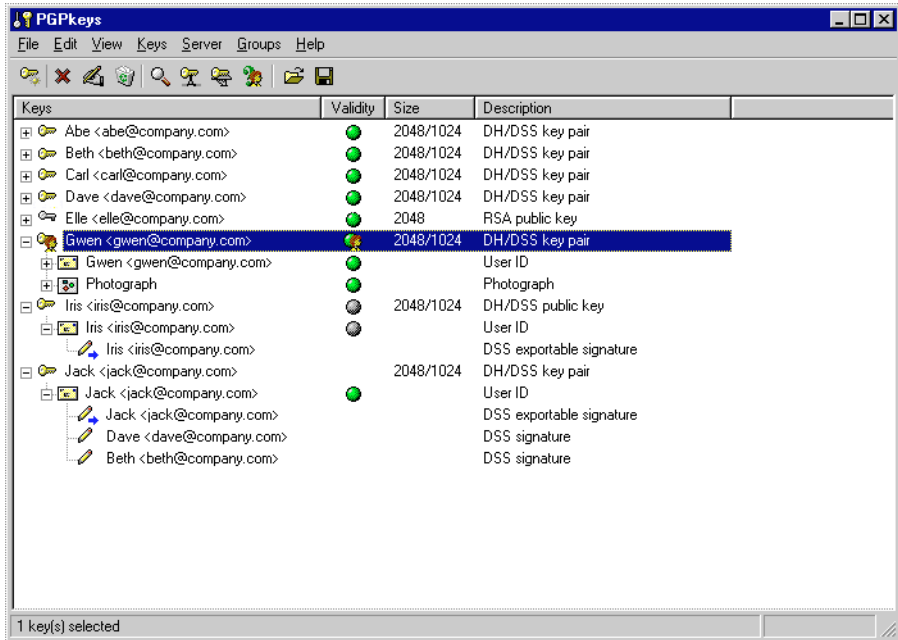 PGPkeys
File Edit View Keys Server Groups Help
Keys Validity Size Description
Abe <abe@company.com> 2048/1024 DH/DSS key pair
Beth <beth@company.com> 2048/1024 DH/DSS key pair
Carl <carl@company.com> 2048/1024 DH/DSS key pair
Dave <dave@company.com> 2048/1024 DH/DSS key pair
Elle <elle@company.com> 2048 RSA public key
Gwen <gwen@company.com> 2048/1024 DH/DSS key pair
Gwen <gwen@company.com> User ID
Photograph Photograph
Iris <iris@company.com> 2048/1024 DH/DSS public key
Iris <iris@company.com> User ID
Iris <iris@company.com> DSS exportable signature
Jack <jack@company.com> 2048/1024 DH/DSS key pair
Jack <jack@company.com> User ID
Jack <jack@company.com> DSS exportable signature
Dave <dave@company.com> DSS signature
Beth <beth@company.com> DSS signature
1 key(s) selected